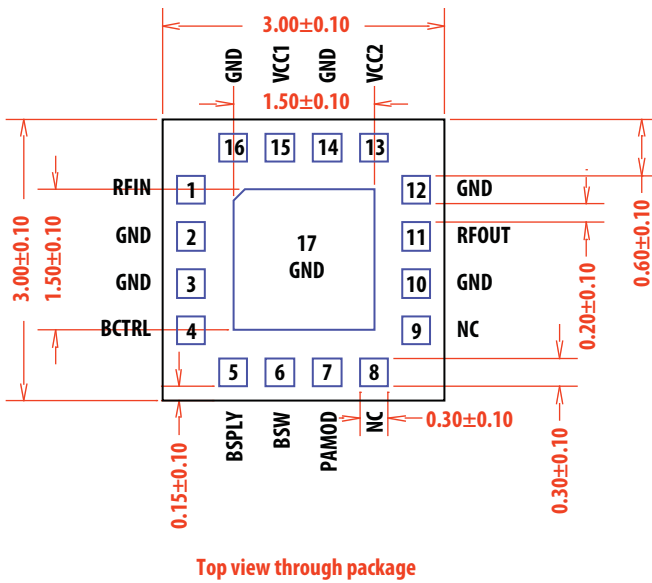 3.00±0.10
GND
VCC1
GND
VCC2
1.50±0.10
16
15
14
13
RFIN
1
12
GND
GND
2
17
GND
11
RFOUT
GND
3
10
GND
BCTRL
4
9
NC
3.00±0.10
1.50±0.10
0.60±0.10
0.20±0.10
5
6
7
8
BSPLY
BSW
PAMOD
NC
0.30±0.10
0.15±0.10
0.30±0.10
Top view through package